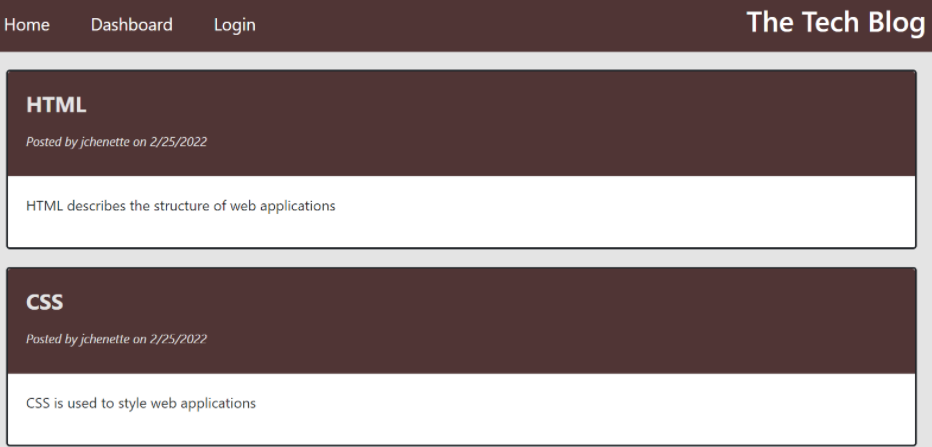 Home Dashboard Login The Tech Blog
HTML
Posted by jchenette on 2/25/2022
HTML describes the structure of web applications
CSS
Posted by jchenette on 2/25/2022
CSS is used to style web applications